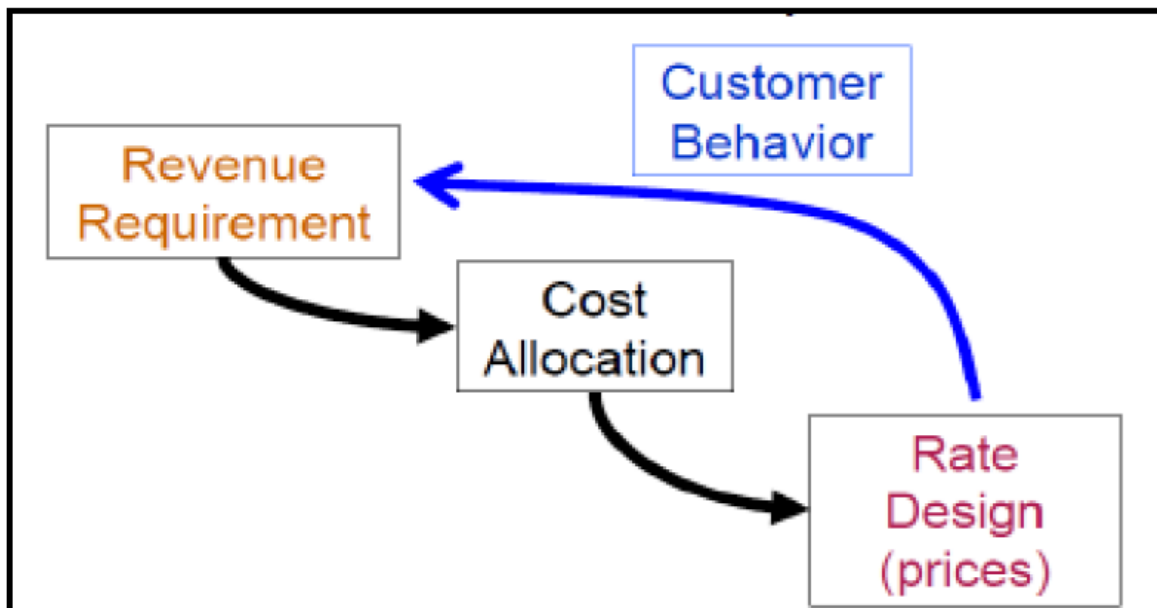 Customer
Behavior
Revenue
Requirement
Cost
Allocation
Rate
Design
(prices)